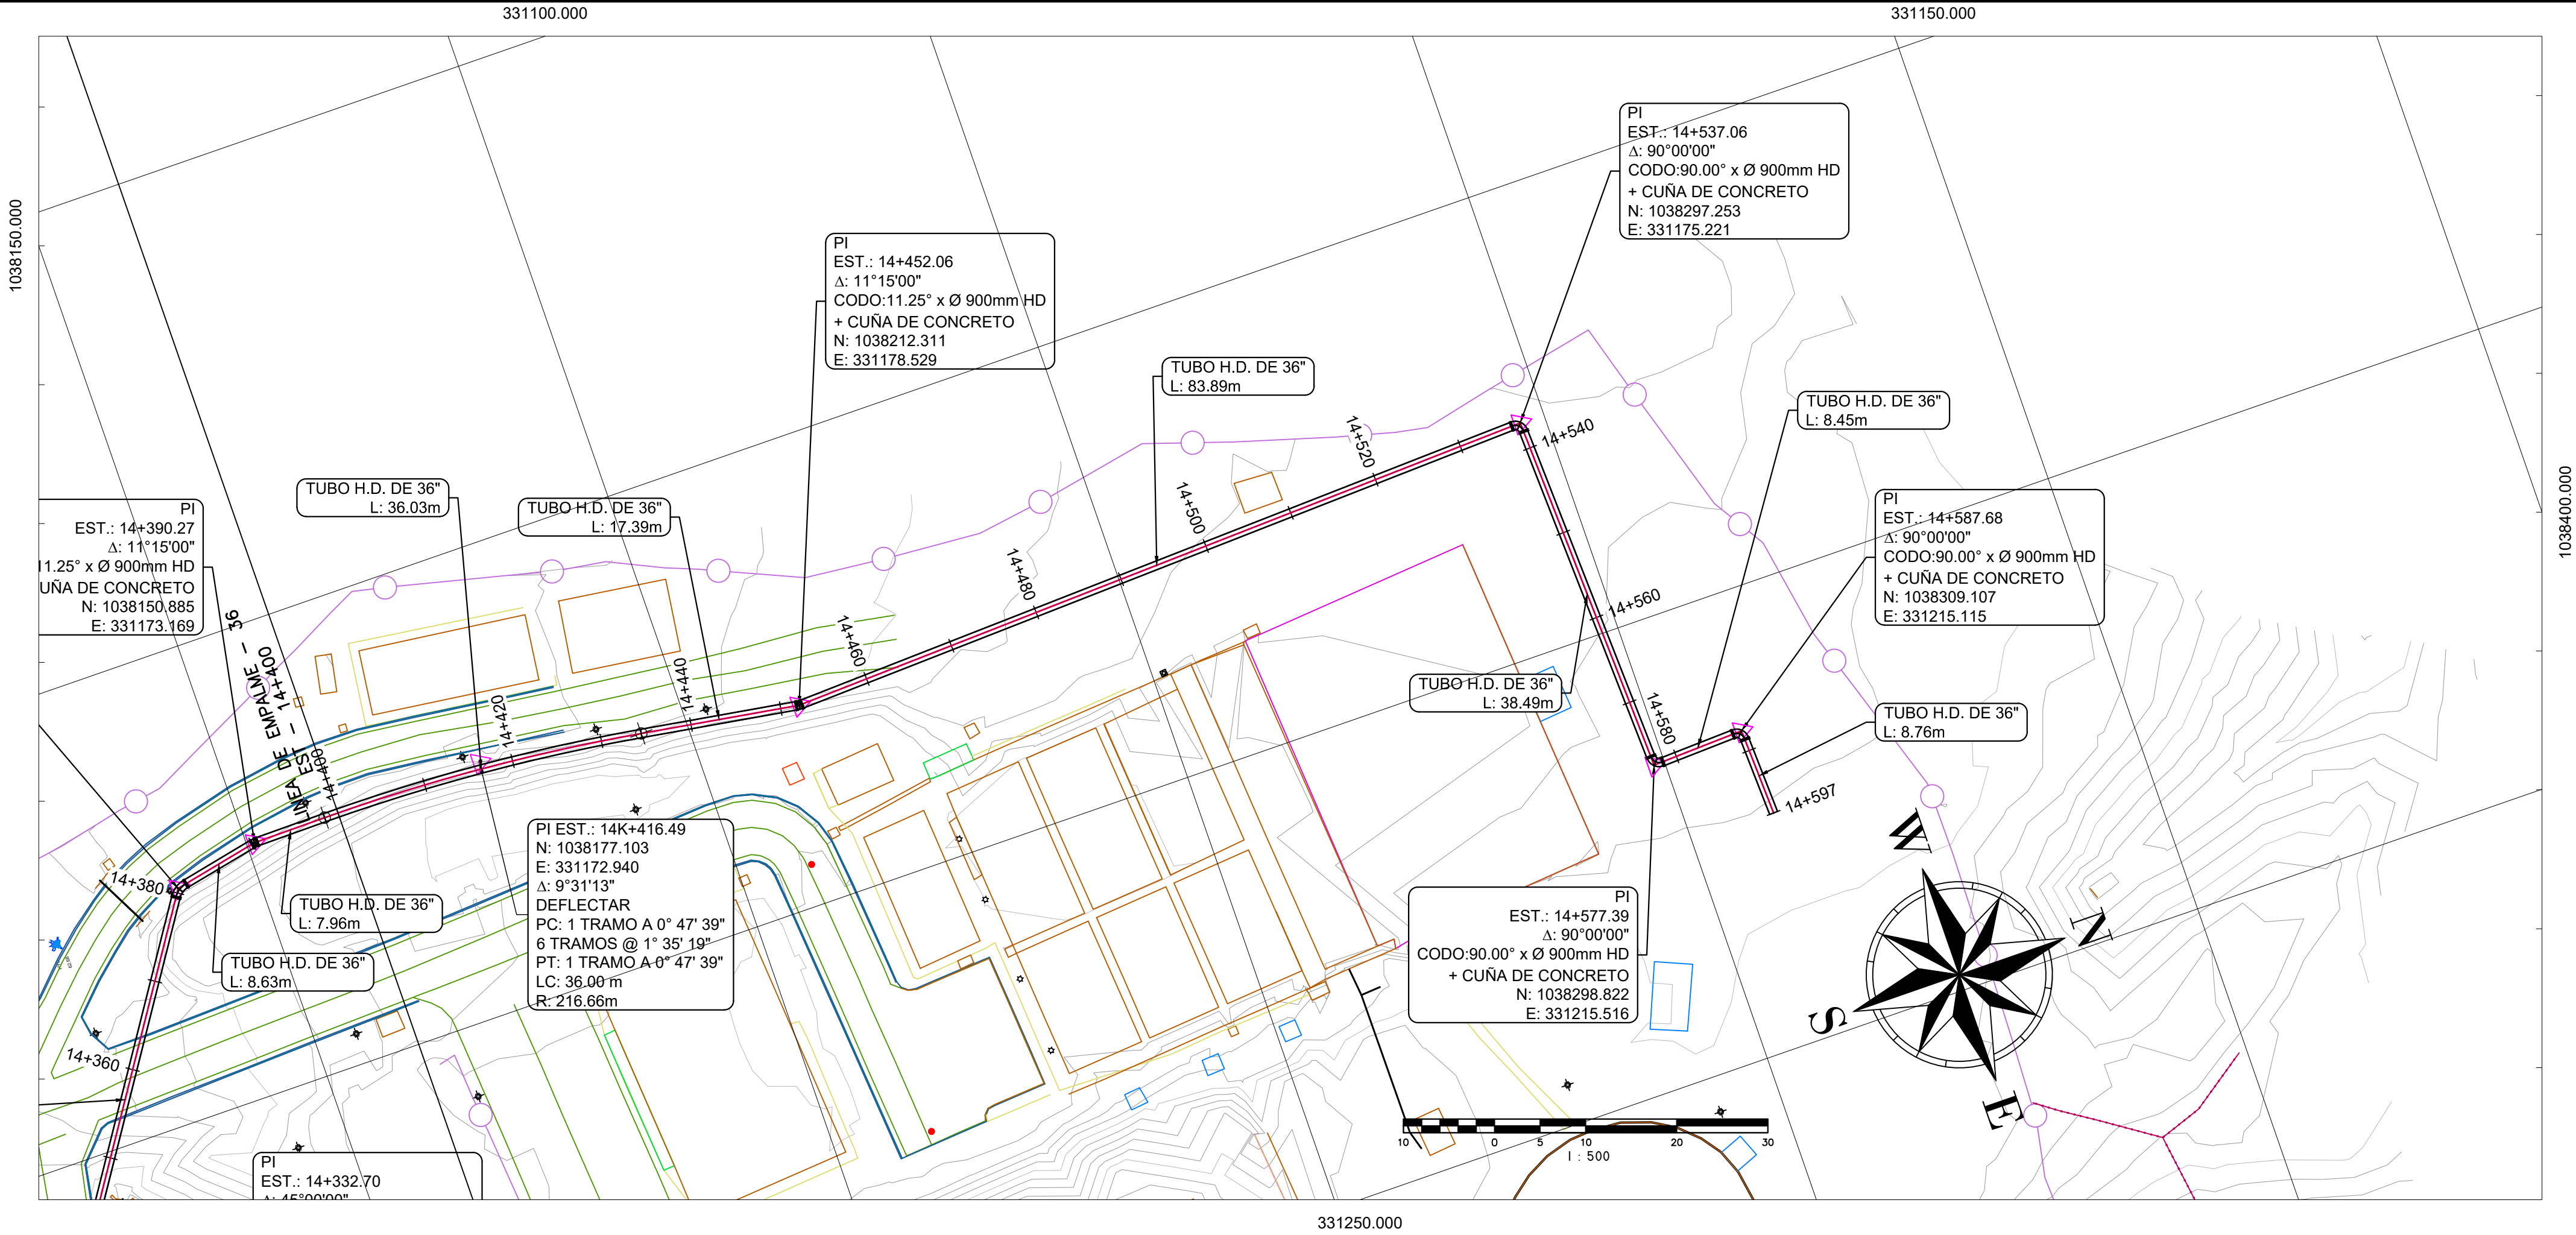 331100.000
331150.000
1038150.000
1038400.000
331250.000
PI
EST.: 14+537.06
Δ: 90°00'00"
CODO:90.00° x Ø 900mm HD
+ CUÑA DE CONCRETO
N: 1038297.253
E: 331175.221
PI
EST.: 14+452.06
Δ: 11°15'00"
CODO:11.25° x Ø 900mm HD
+ CUÑA DE CONCRETO
N: 1038212.311
E: 331178.529
TUBO H.D. DE 36"
L: 83.89m
TUBO H.D. DE 36"
L: 8.45m
TUBO H.D. DE 36"
L: 36.03m
TUBO H.D. DE 36"
L: 17.39m
PI
EST.: 14+390.27
Δ: 11°15'00"
11.25° x Ø 900mm HD
UÑA DE CONCRETO
N: 1038150.885
E: 331173.169
PI
EST.: 14+587.68
Δ: 90°00'00"
CODO:90.00° x Ø 900mm HD
+ CUÑA DE CONCRETO
N: 1038309.107
E: 331215.115
LINEA DE EMPALME - 36
EST. - 14+400
14+360
14+380
14+400
14+420
14+440
14+460
14+480
14+500
14+520
14+540
14+560
14+580
14+597
TUBO H.D. DE 36"
L: 38.49m
TUBO H.D. DE 36"
L: 8.76m
PI EST.: 14K+416.49
N: 1038177.103
E: 331172.940
Δ: 9°31'13"
DEFLECTAR
PC: 1 TRAMO A 0° 47' 39"
6 TRAMOS @ 1° 35' 19"
PT: 1 TRAMO A 0° 47' 39"
LC: 36.00 m
R: 216.66m
TUBO H.D. DE 36"
L: 7.96m
TUBO H.D. DE 36"
L: 8.63m
PI
EST.: 14+577.39
Δ: 90°00'00"
CODO:90.00° x Ø 900mm HD
+ CUÑA DE CONCRETO
N: 1038298.822
E: 331215.516
W
N
S
E
10 0 5 10 20 30
1 : 500
PI
EST.: 14+332.70
Δ: 45°00'00"